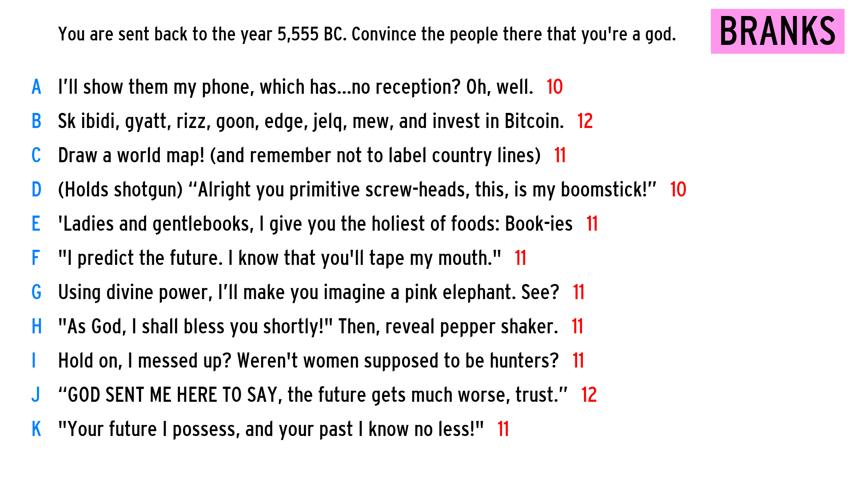 You are sent back to the year 5,555 BC. Convince the people there that you're a god.
BRANKS
A I'll show them my phone, which has...no reception? Oh, well. 10
B Sk ibidi, gyatt, rizz, goon, edge, jelq, mew, and invest in Bitcoin. 12
C Draw a world map! (and remember not to label country lines) 11
D (Holds shotgun) “Alright you primitive screw-heads, this, is my boomstick!” 10
E 'Ladies and gentlebooks, I give you the holiest of foods: Book-ies 11
F "I predict the future. I know that you'll tape my mouth." 11
G Using divine power, I'll make you imagine a pink elephant. See? 11
H "As God, I shall bless you shortly!" Then, reveal pepper shaker. 11
I Hold on, I messed up? Weren't women supposed to be hunters? 11
J “GOD SENT ME HERE TO SAY, the future gets much worse, trust.” 12
K "Your future I possess, and your past I know no less!" 11